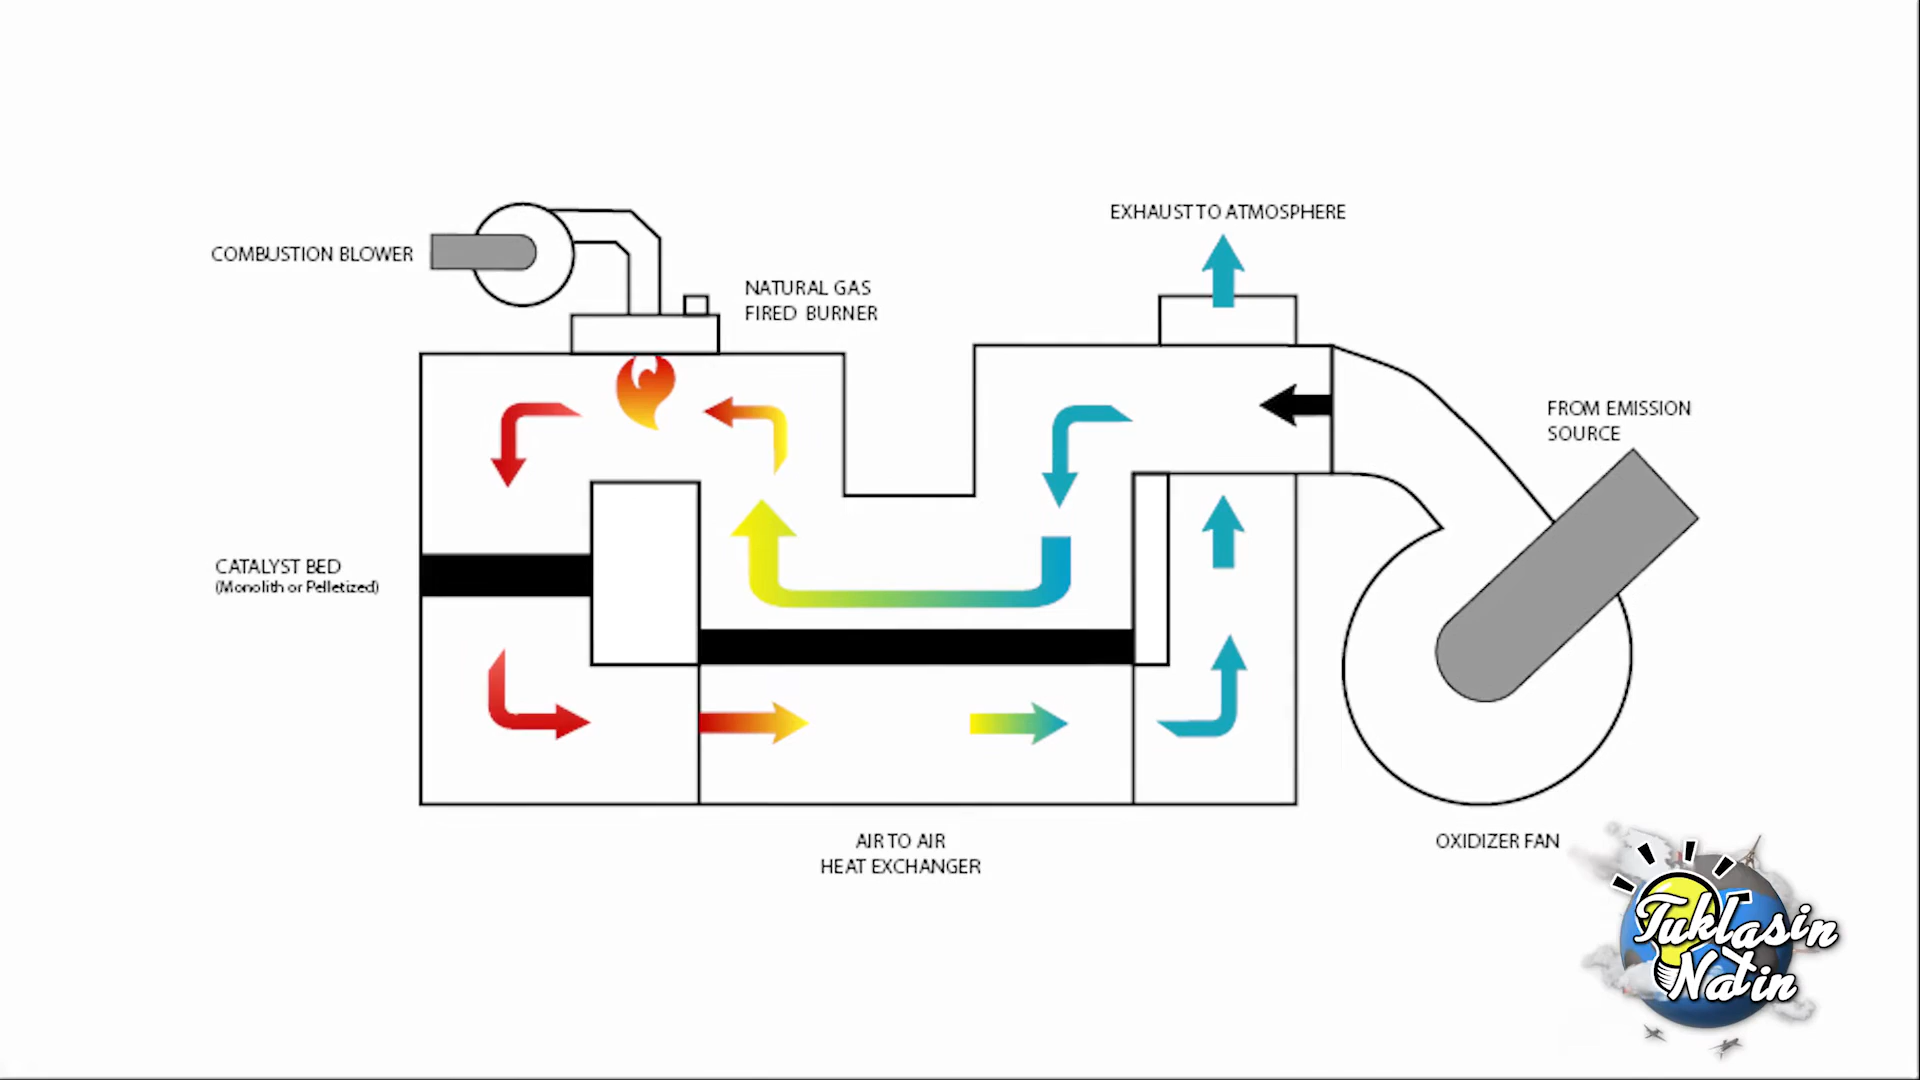 EXHAUST TO ATMOSPHERE
COMBUSTION BLOWER
NATURAL GAS
FIRED BURNER
FROM EMISSION
SOURCE
CATALYST BED
(Monolith or Pelletized)
AIR TO AIR
HEAT EXCHANGER
OXIDIZER FAN
Tuklasin
Natin